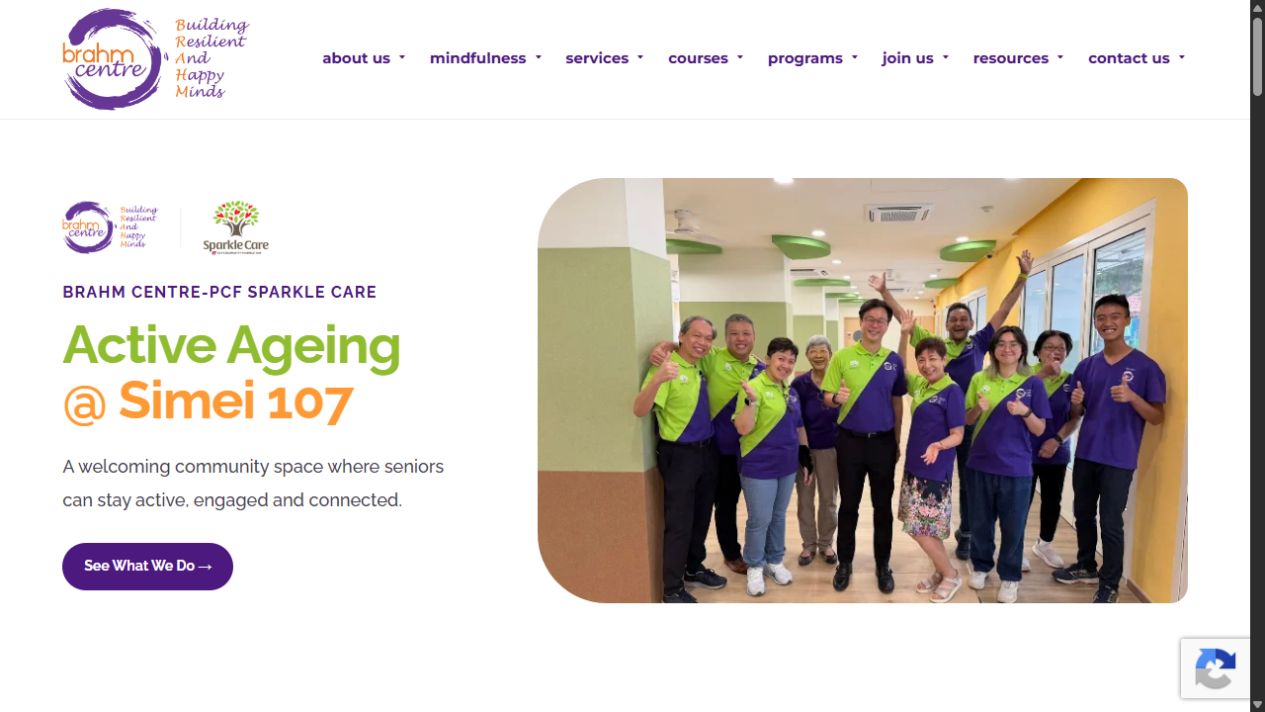 brahm
centre
Building
Resilient
And
Happy
Minds
about us
mindfulness
services
courses
programs
join us
resources
contact us
brahm
centre
Building
Resilient
And
Happy
Minds
Sparkle Care
BRAHM CENTRE-PCF SPARKLE CARE
Active Ageing
@ Simei 107
A welcoming community space where seniors
can stay active, engaged and connected.
See What We Do →